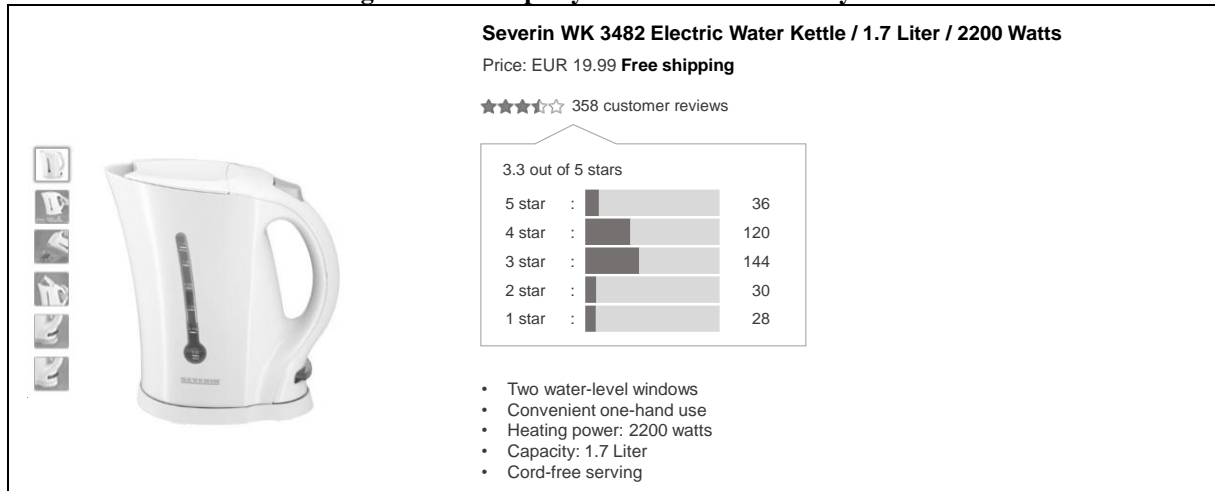 Severin WK 3482 Electric Water Kettle / 1.7 Liter / 2200 Watts
Price: EUR 19.99 Free shipping
358 customer reviews
3.3 out of 5 stars
5 star : 36
4 star : 120
3 star : 144
2 star : 30
1 star : 28
SEVERIN
• Two water-level windows
• Convenient one-hand use
• Heating power: 2200 watts
• Capacity: 1.7 Liter
• Cord-free serving